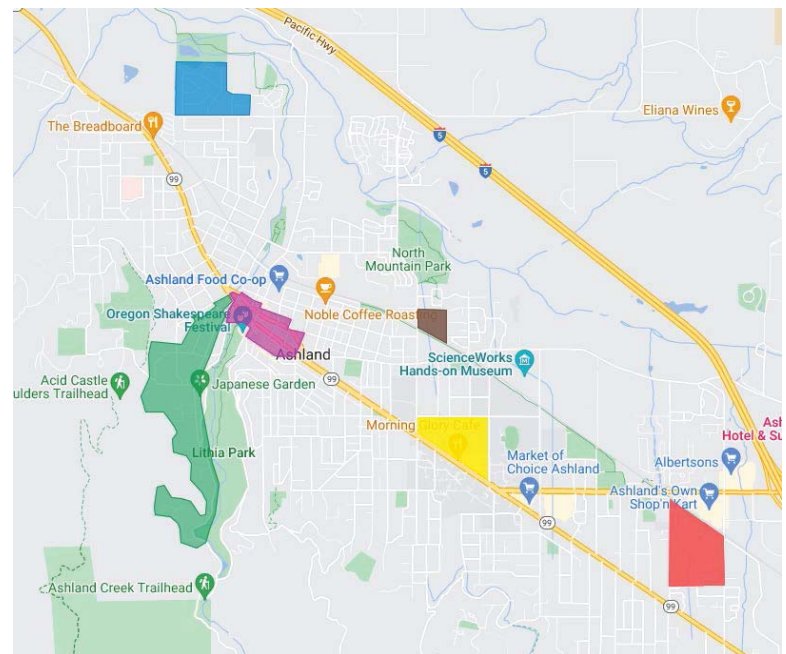 Pacific Hwy
5
5
Eliana Wines
The Breadboard
99
North
Mountain Park
Ashland Food Co-op
Oregon Shakespeare
Festival
Noble Coffee Roasting
Ashland
ScienceWorks
Hands-on Museum
99
Acid Castle
ulders Trailhead
Japanese Garden
Morning Glory Cafe
Ash
Hotel & Su
Lithia Park
Market of
Choice Ashland
Albertsons
Ashland's Own
Shop'n Kart
99
Ashland Creek Trailhead
99